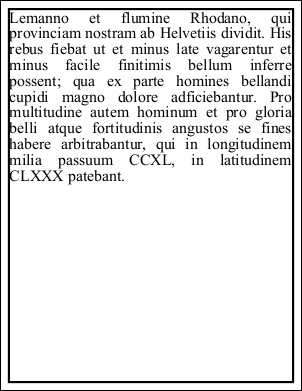 Lemanno et flumine Rhodano, qui
provinciam nostram ab Helvetiis dividit. His
rebus fiebat ut et minus late vagarentur et
minus facile finitimis bellum inferre
possent; qua ex parte homines bellandi
cupidi magno dolore adficiebantur. Pro
multitudine autem hominum et pro gloria
belli atque fortitudinis angustos se fines
habere arbitrabantur, qui in longitudinem
milia passuum CCXL, in latitudinem
CLXXX patebant.